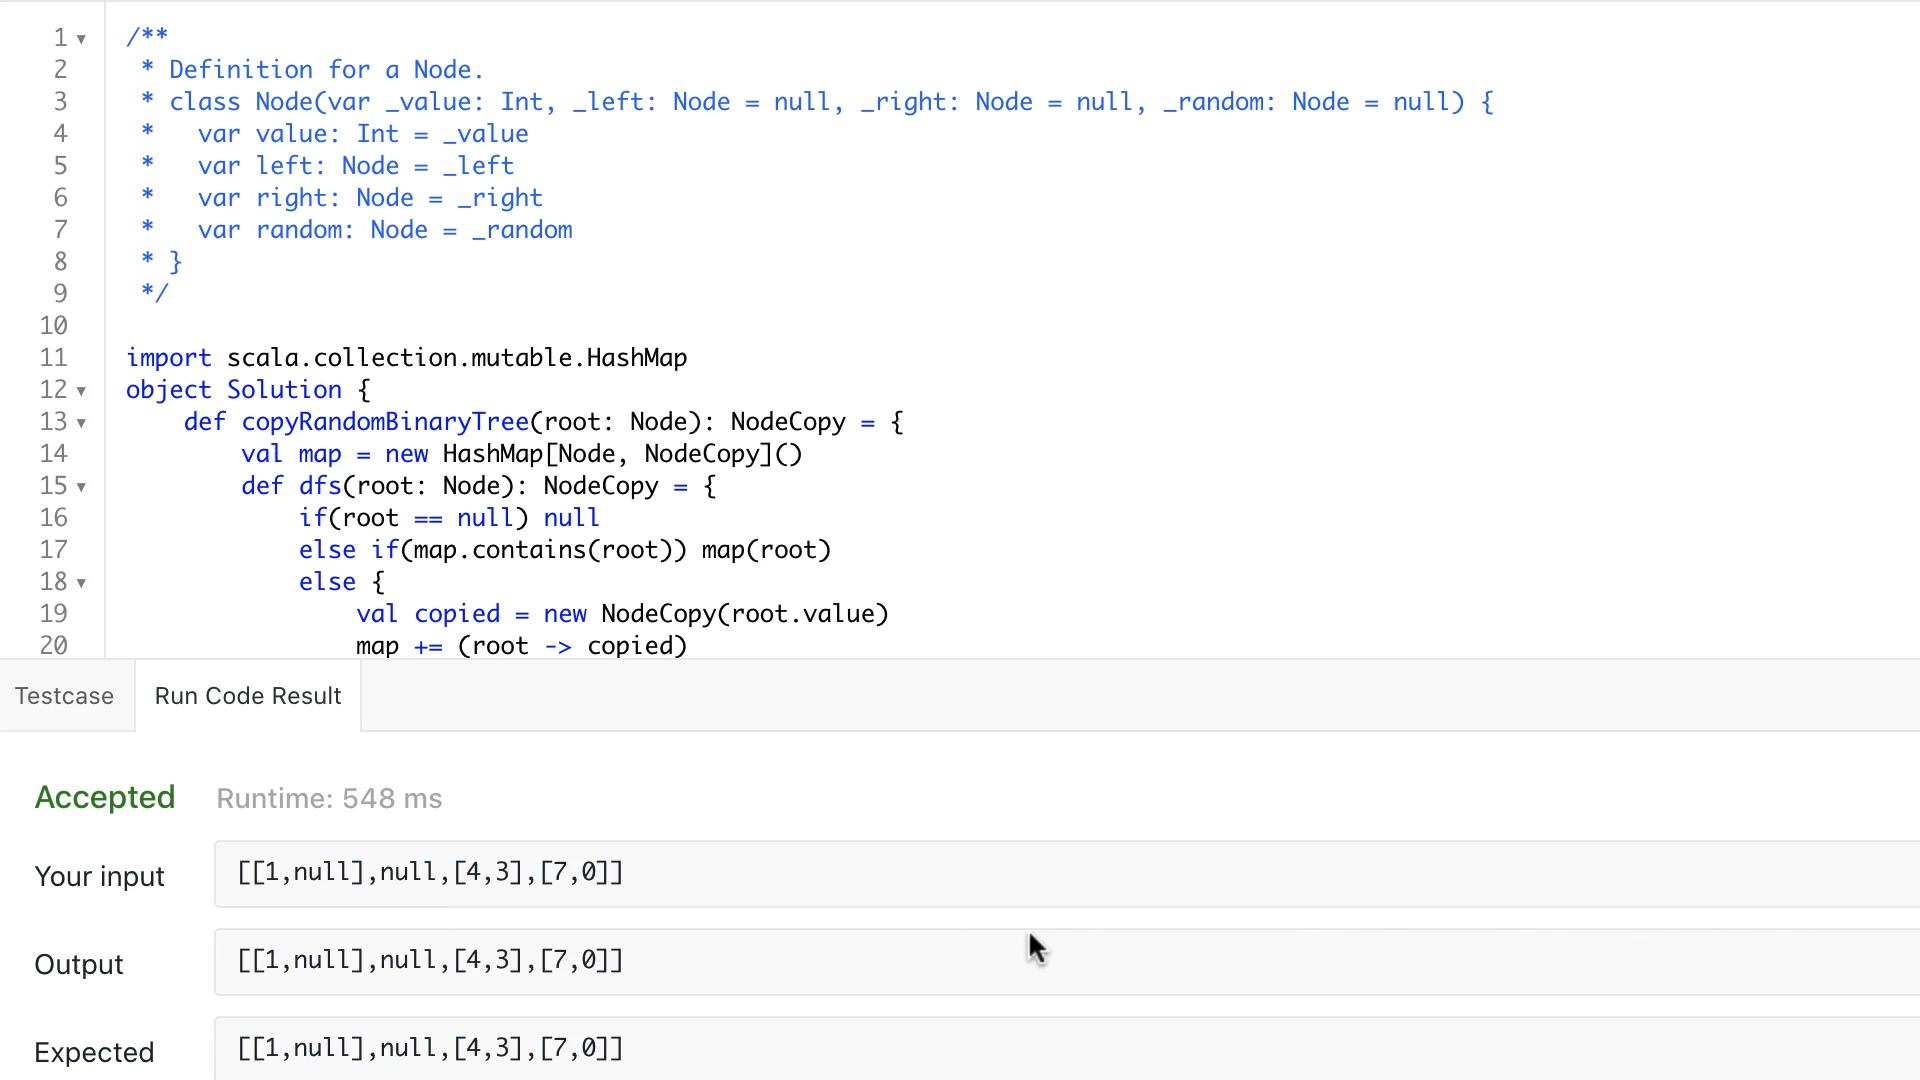 1 /**
2  * Definition for a Node.
3  * class Node(var _value: Int, _left: Node = null, _right: Node = null, _random: Node = null) {
4  *   var value: Int = _value
5  *   var left: Node = _left
6  *   var right: Node = _right
7  *   var random: Node = _random
8  * }
9  */
10
11 import scala.collection.mutable.HashMap
12 object Solution {
13     def copyRandomBinaryTree(root: Node): NodeCopy = {
14         val map = new HashMap[Node, NodeCopy]()
15         def dfs(root: Node): NodeCopy = {
16             if(root == null) null
17             else if(map.contains(root)) map(root)
18             else {
19                 val copied = new NodeCopy(root.value)
20                 map += (root -> copied)
Testcase Run Code Result
Accepted Runtime: 548 ms
Your input [[1,null],null,[4,3],[7,0]]
Output [[1,null],null,[4,3],[7,0]]
Expected [[1,null],null,[4,3],[7,0]]